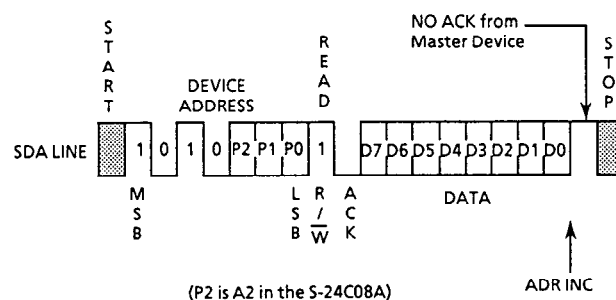 NO ACK from
Master Device
START
DEVICE
ADDRESS
READ
STOP
SDA LINE
1 0 1 0 P2 P1 P0 1 D7 D6 D5 D4 D3 D2 D1 D0
MSB
LSB
R/W̅
ACK
DATA
ADR INC
(P2 is A2 in the S-24C08A)